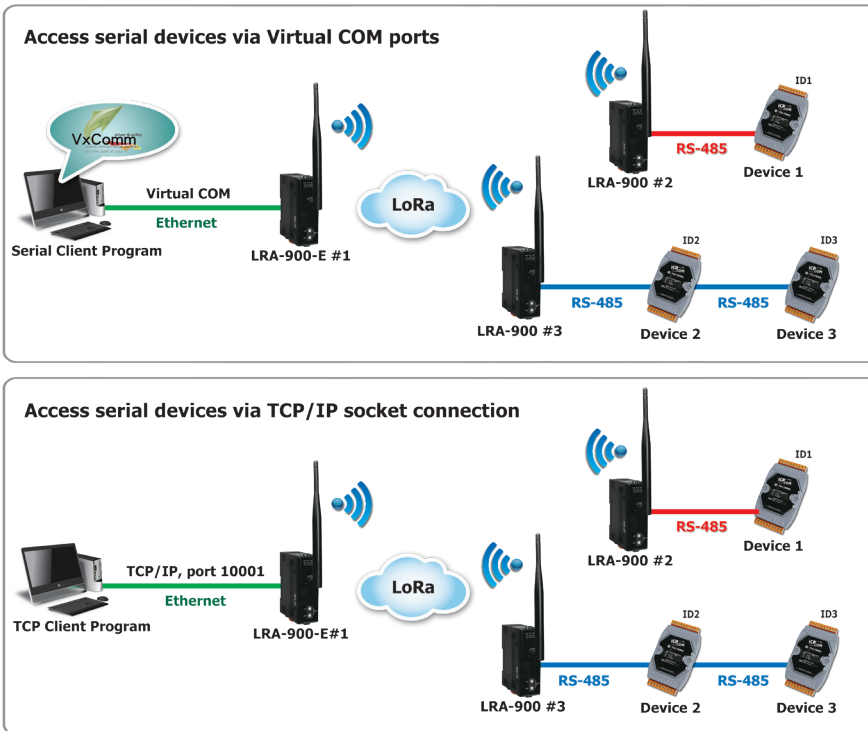 Access serial devices via Virtual COM ports
VxComm
Virtual COM
Ethernet
Serial Client Program
LRA-900-E #1
LoRa
LRA-900 #2
RS-485
ID1
Device 1
LRA-900 #3
RS-485
ID2
Device 2
RS-485
ID3
Device 3
Access serial devices via TCP/IP socket connection
TCP/IP, port 10001
Ethernet
TCP Client Program
LRA-900-E#1
LoRa
LRA-900 #2
RS-485
ID1
Device 1
LRA-900 #3
RS-485
ID2
Device 2
RS-485
ID3
Device 3